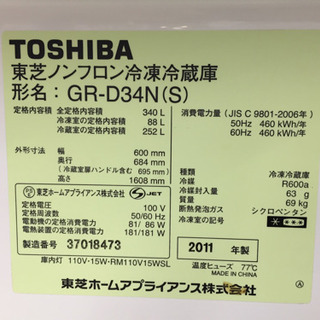 TOSHIBA
東芝ノンフロン冷凍冷蔵庫
形名：GR-D34N(S)
定格内容積 全定格内容積 340 L
冷凍室の定格内容積 88 L
冷蔵室の定格内容積 252 L
外形寸法 幅 600 mm
奥行 684 mm
(冷蔵室扉ハンドル含む 695 mm)
高さ 1608 mm
東芝ホームアプライアンス株式会社 S JET
定格電圧 100 V
定格周波数 50/60 Hz
電動機の定格消費電力 81/ 86 W
電熱装置の定格消費電力 181/181 W
製造番号 37018473
庫内灯 110V-15W-RM110V15WSL
消費電力量(JIS C 9801-2006年)
50Hz 460 kWh/年
60Hz 460 kWh/年
種類 冷凍冷蔵庫
冷媒 R600a
冷媒封入量 63 g
質量 69 kg
断熱発泡ガス シクロペンタン
冷凍室の記号
2011 年製
温度ヒューズ 77℃
MADE IN
東芝ホームアプライアンス株式会社
Ⓐ